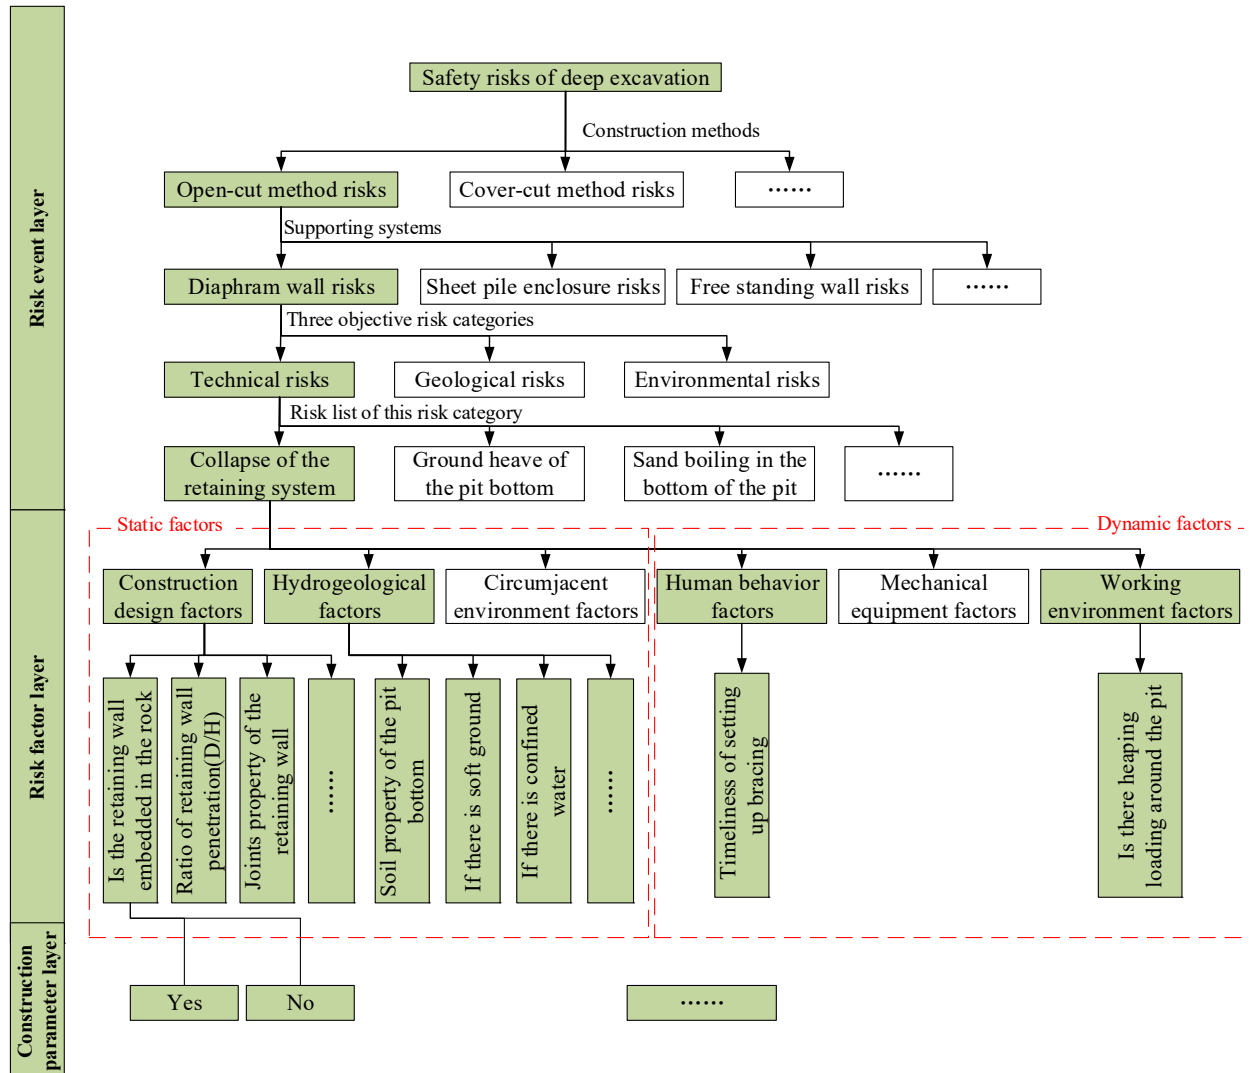 Risk event layer
Safety risks of deep excavation
Construction methods
Open-cut method risks
Cover-cut method risks
······
Supporting systems
Diaphram wall risks
Sheet pile enclosure risks
Free standing wall risks
······
Three objective risk categories
Technical risks
Geological risks
Environmental risks
Risk list of this risk category
Collapse of the
retaining system
Ground heave of
the pit bottom
Sand boiling in the
bottom of the pit
······
Risk factor layer
Static factors
Dynamic factors
Construction
design factors
Hydrogeological
factors
Circumjacent
environment factors
Human behavior
factors
Mechanical
equipment factors
Working
environment factors
Is the retaining wall
embedded in the rock
Ratio of retaining wall
penetration(D/H)
Joints property of the
retaining wall
······
Soil property of the pit
bottom
If there is soft ground
If there is confined
water
······
Timeliness of setting
up bracing
Is there heaping
loading around the pit
Construction
parameter layer
Yes
No
······